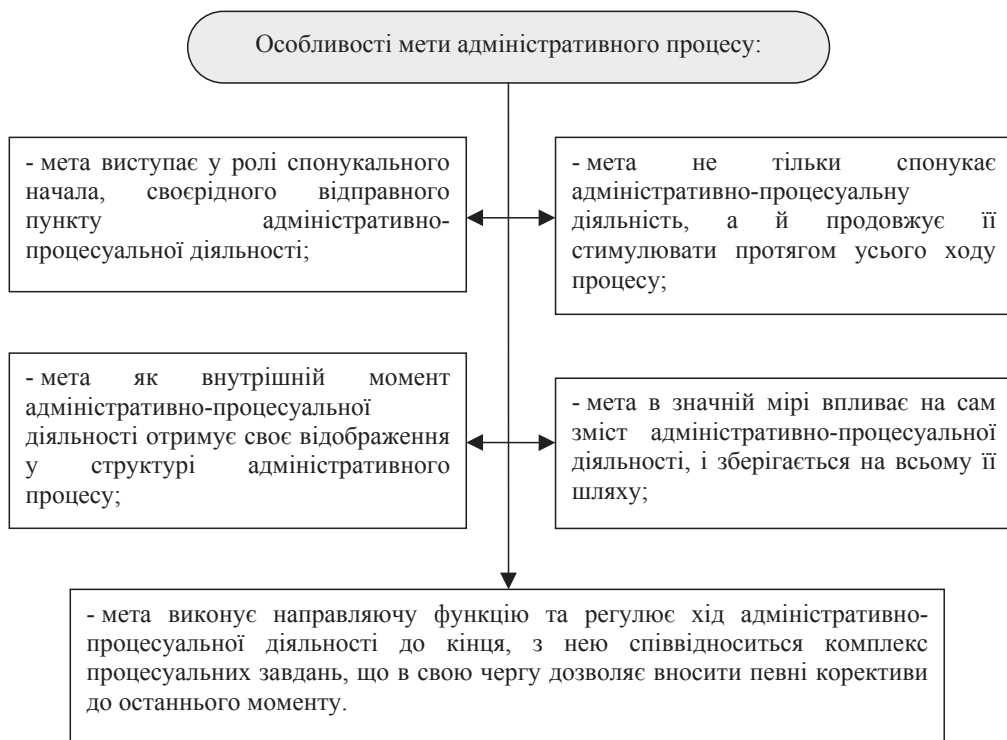 Особливості мети адміністративного процесу:
- мета виступає у ролі спонукального
начала, своєрідного відправного
пункту адміністративно-
процесуальної діяльності;
- мета не тільки спонукає
адміністративно-процесуальну
діяльність, а й продовжує її
стимулювати протягом усього ходу
процесу;
- мета як внутрішній момент
адміністративно-процесуальної
діяльності отримує своє відображення
у структурі адміністративного
процесу;
- мета в значній мірі впливає на сам
зміст адміністративно-процесуальної
діяльності, і зберігається на всьому її
шляху;
- мета виконує направляючу функцію та регулює хід адміністративно-
процесуальної діяльності до кінця, з нею співвідноситься комплекс
процесуальних завдань, що в свою чергу дозволяє вносити певні корективи
до останнього моменту.